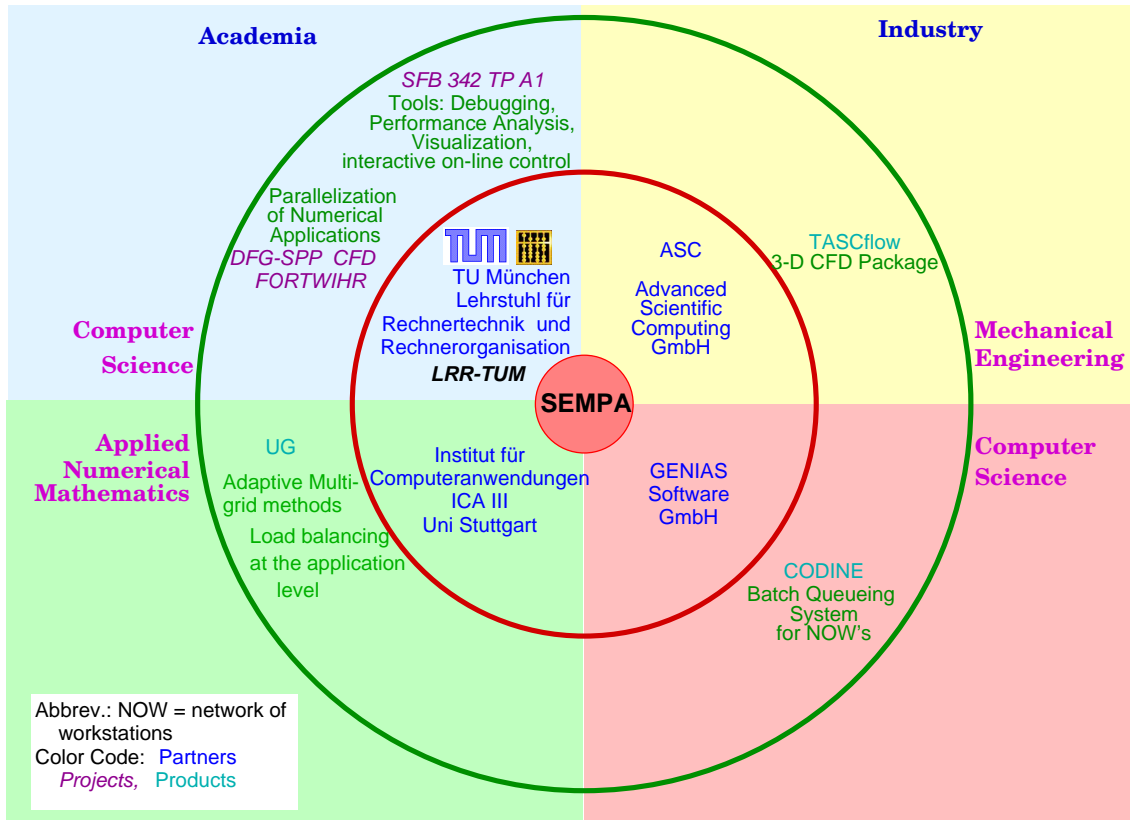 Academia
Industry
SFB 342 TP A1
Tools: Debugging,
Performance Analysis,
Visualization,
interactive on-line control
Parallelization
of Numerical
Applications
DFG-SPP CFD
FORTWIHR
Computer
Science
TUM
TU München
Lehrstuhl für
Rechnertechnik und
Rechnerorganisation
LRR-TUM
ASC
Advanced
Scientific
Computing
GmbH
TASCflow
3-D CFD Package
Mechanical
Engineering
SEMPA
Applied
Numerical
Mathematics
UG
Adaptive Multi-
grid methods
Load balancing
at the application
level
Institut für
Computeranwendungen
ICA III
Uni Stuttgart
GENIAS
Software
GmbH
Computer
Science
CODINE
Batch Queueing
System
for NOW's
Abbrev.: NOW = network of
workstations
Color Code: Partners
Projects, Products